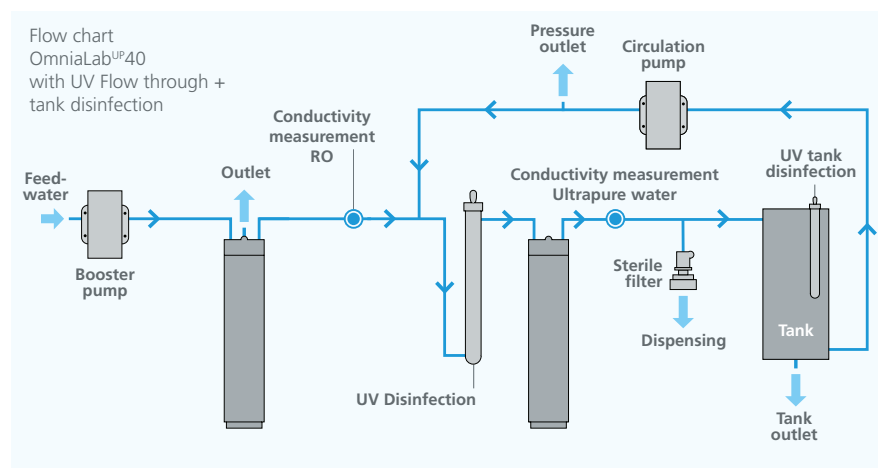 Flow chart
OmniaLabUP40
with UV Flow through +
tank disinfection
Pressure
outlet
Circulation
pump
Conductivity
measurement
RO
Feed-
water
Outlet
Conductivity measurement
Ultrapure water
UV tank
disinfection
Booster
pump
Sterile
filter
Dispensing
Tank
UV Disinfection
Tank
outlet